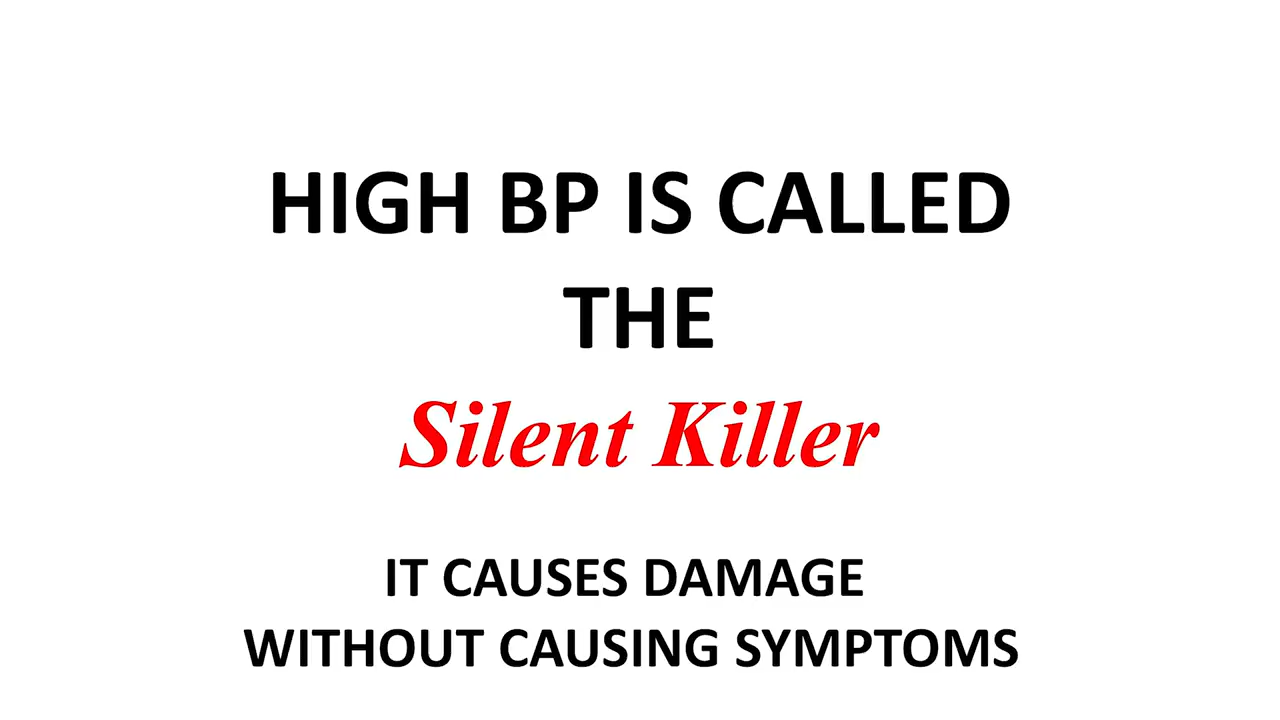 HIGH BP IS CALLED
THE
Silent Killer
IT CAUSES DAMAGE
WITHOUT CAUSING SYMPTOMS